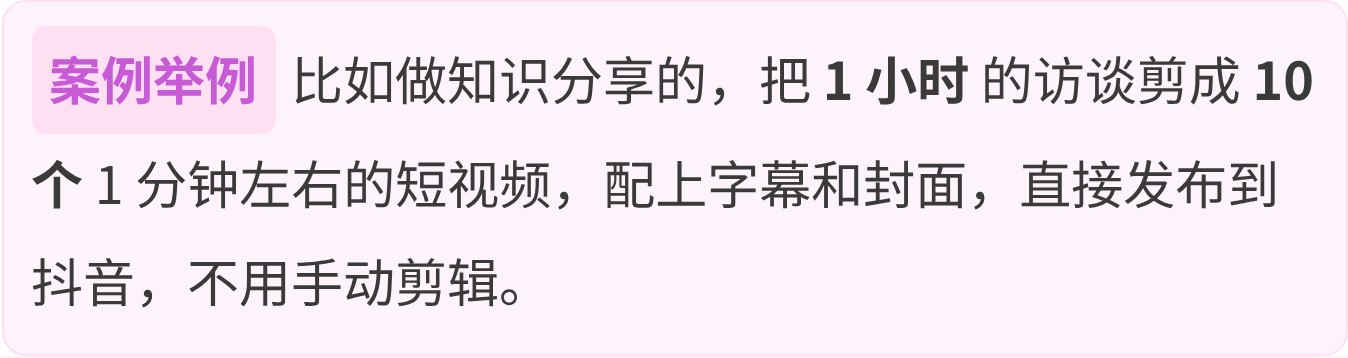 案例举例 比如做知识分享的，把 1 小时 的访谈剪成 10
个 1 分钟左右的短视频，配上字幕和封面，直接发布到
抖音，不用手动剪辑。